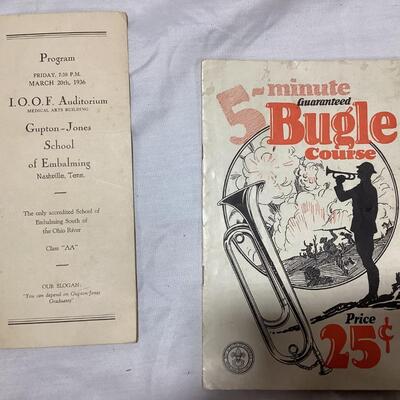 Program
FRIDAY, 7:30 P.M.
MARCH 20th, 1936
I.O.O.F. Auditorium
MEDICAL ARTS BUILDING
Gupton-Jones
School
of Embalming
Nashville, Tenn.
The only accredited School of
Embalming South of
the Ohio River
Class "AA"
OUR SLOGAN:
"You can depend on Gupton-Jones
Graduates"
5-minute
Guaranteed
Bugle
Course
Price
25¢